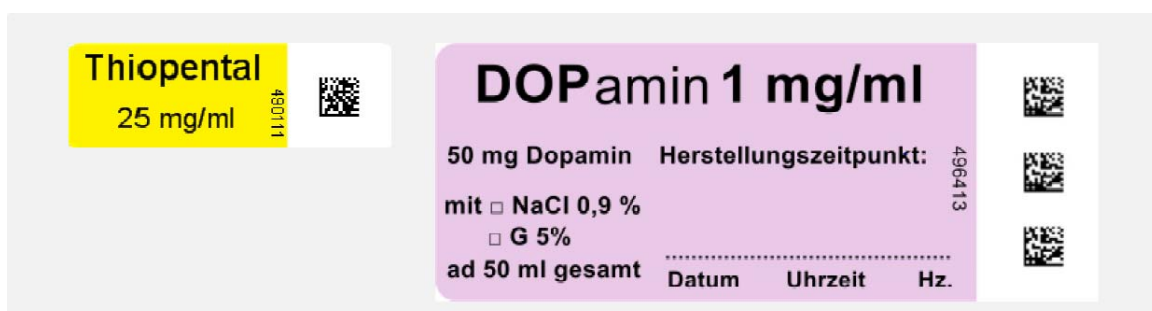 Thiopental
25 mg/ml
480111
DOPamin 1 mg/ml
50 mg Dopamin Herstellungszeitpunkt:
496413
mit □ NaCl 0,9 %
□ G 5%
ad 50 ml gesamt
Datum Uhrzeit Hz.